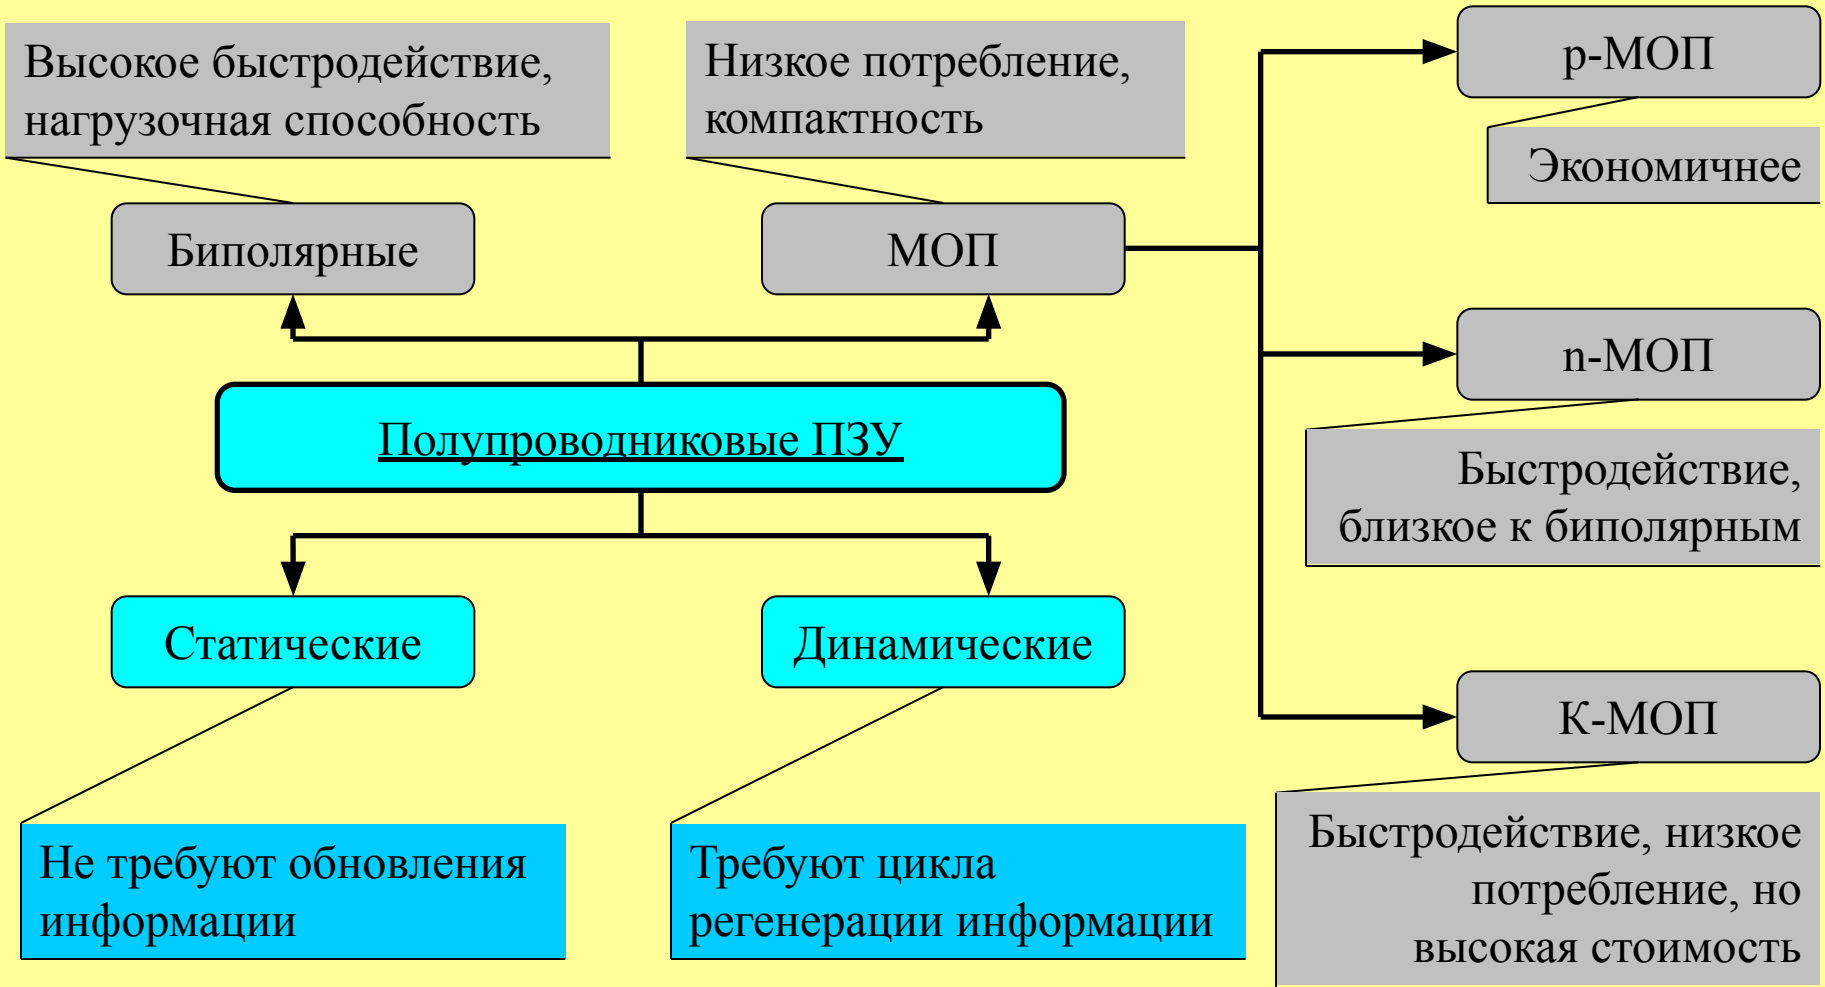 Высокое быстродействие,
нагрузочная способность
Низкое потребление,
компактность
р-МОП
Экономичнее
Биполярные
МОП
n-МОП
Быстродействие,
близкое к биполярным
Полупроводниковые ПЗУ
Статические
Динамические
К-МОП
Не требуют обновления
информации
Требуют цикла
регенерации информации
Быстродействие, низкое
потребление, но
высокая стоимость